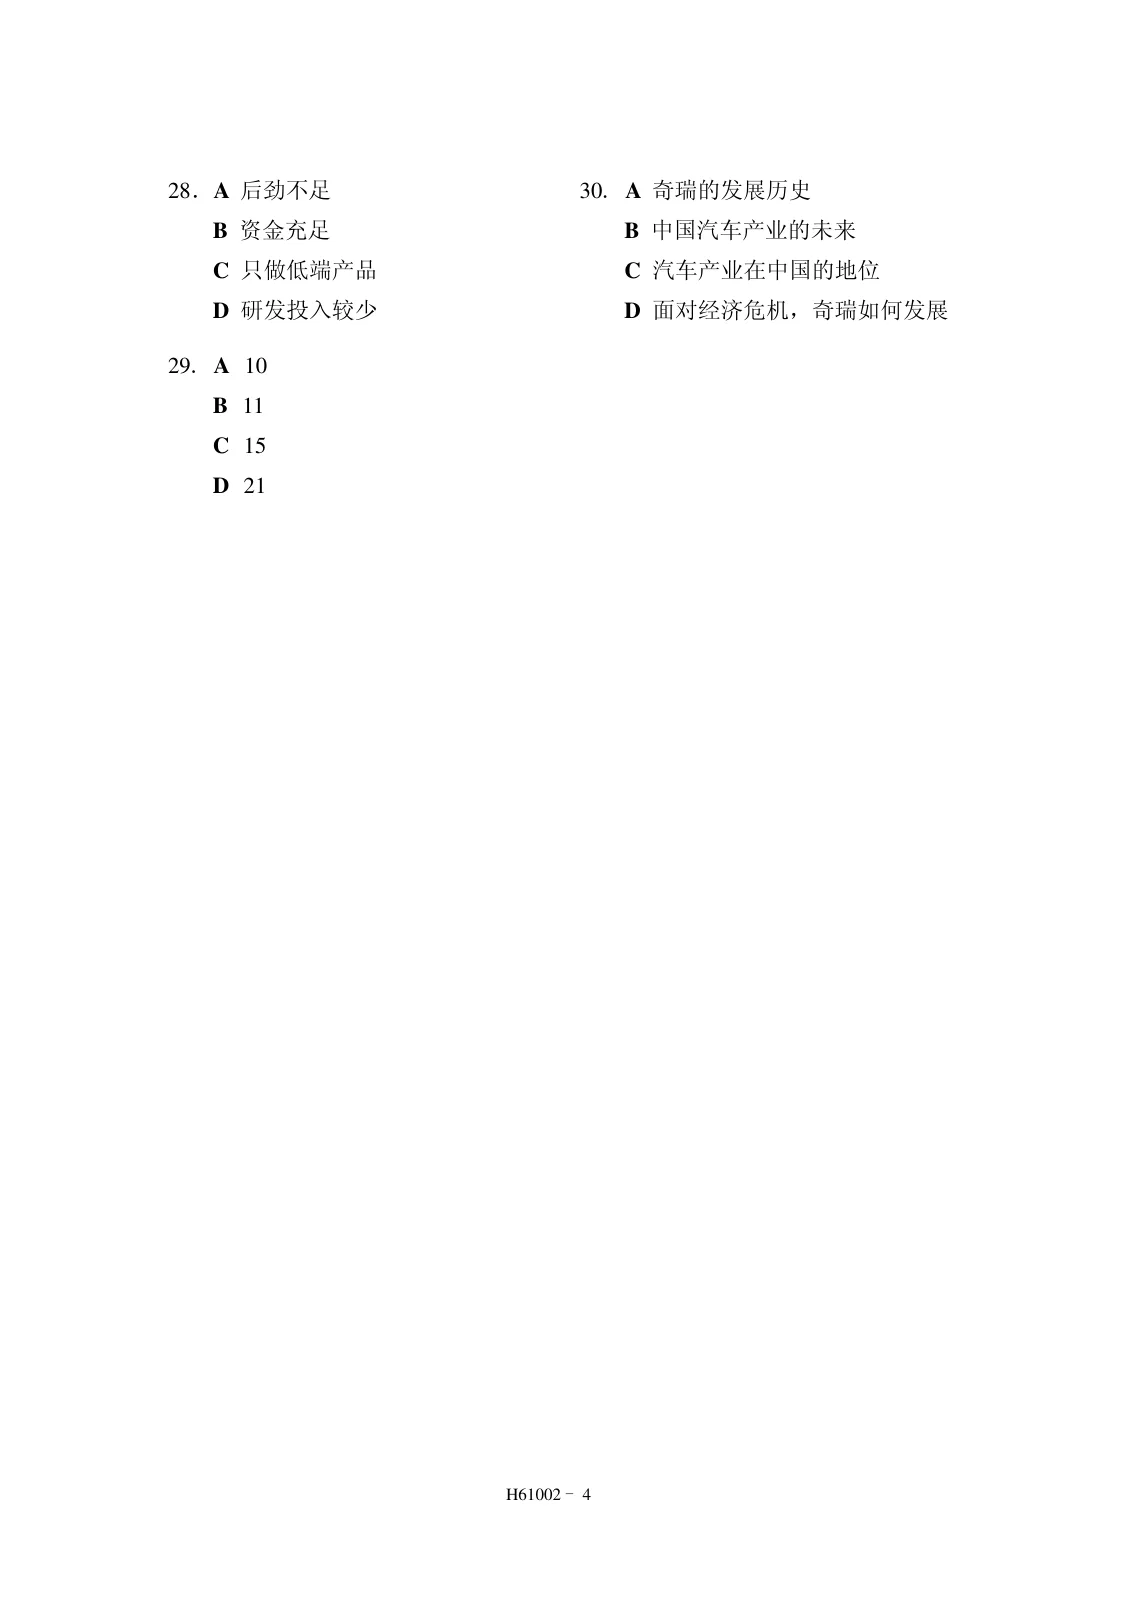 28. A 后劲不足
B 资金充足
C 只做低端产品
D 研发投入较少
29. A 10
B 11
C 15
D 21
30. A 奇瑞的发展历史
B 中国汽车产业的未来
C 汽车产业在中国的地位
D 面对经济危机，奇瑞如何发展
H61002－ 4